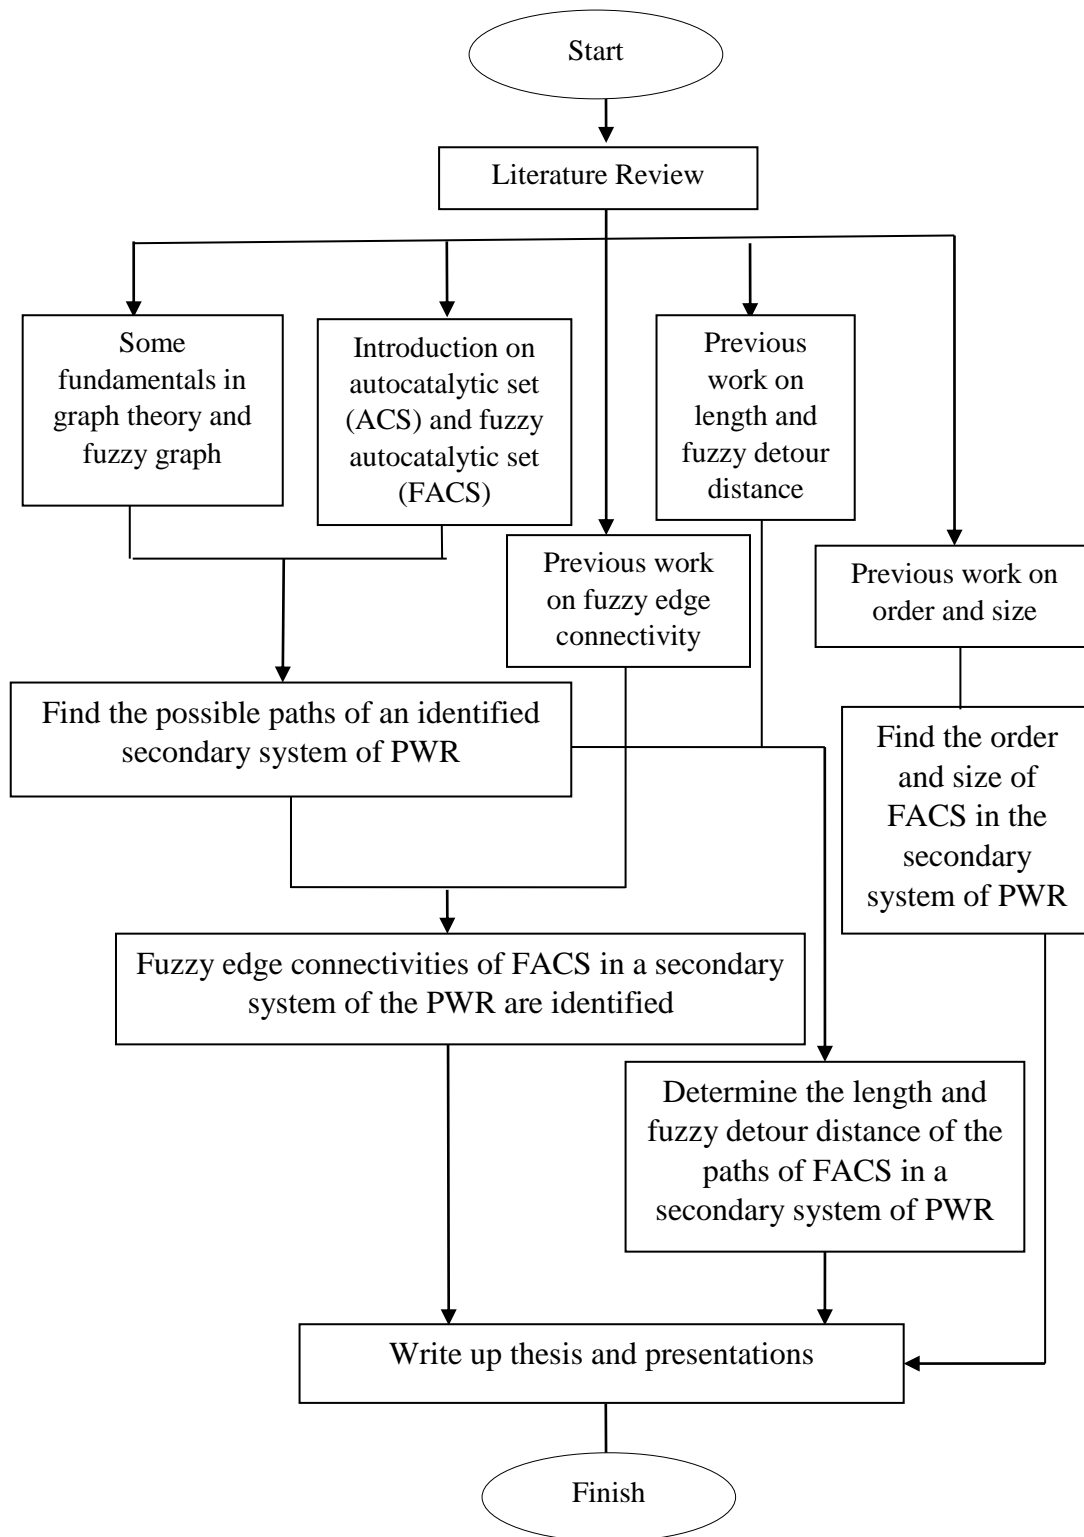 Start
Literature Review
Some
fundamentals in
graph theory and
fuzzy graph
Introduction on
autocatalytic set
(ACS) and fuzzy
autocatalytic set
(FACS)
Previous
work on
length and
fuzzy detour
distance
Previous work
on fuzzy edge
connectivity
Previous work on
order and size
Find the possible paths of an identified
secondary system of PWR
Find the order
and size of
FACS in the
secondary
system of PWR
Fuzzy edge connectivities of FACS in a secondary
system of the PWR are identified
Determine the length and
fuzzy detour distance of the
paths of FACS in a
secondary system of PWR
Write up thesis and presentations
Finish